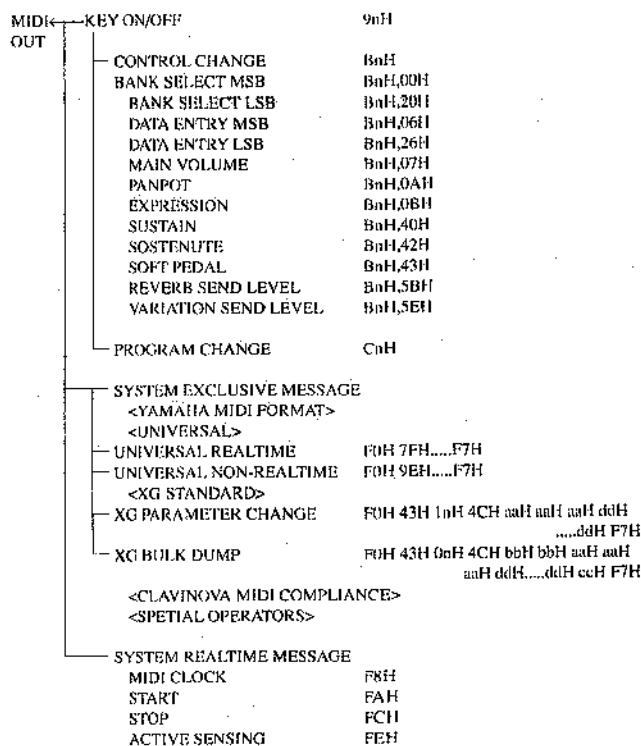 MIDI KEY ON/OFF 9nH
OUT
CONTROL CHANGE BnH
BANK SELECT MSB BnH,00H
BANK SELECT LSB BnH,20H
DATA ENTRY MSB BnH,06H
DATA ENTRY LSB BnH,26H
MAIN VOLUME BnH,07H
PANPOT BnH,0AH
EXPRESSION BnH,0BH
SUSTAIN BnH,40H
SOSTENUTE BnH,42H
SOFT PEDAL BnH,43H
REVERB SEND LEVEL BnH,5BH
VARIATION SEND LEVEL BnH,5EH
PROGRAM CHANGE CnH
SYSTEM EXCLUSIVE MESSAGE
<YAMAHA MIDI FORMAT>
<UNIVERSAL>
UNIVERSAL REALTIME F0H 7FH.....F7H
UNIVERSAL NON-REALTIME F0H 9EH.....F7H
<XG STANDARD>
XG PARAMETER CHANGE F0H 43H 1nH 4CH aaH aaH aaH ddH
.....ddH F7H
XG BULK DUMP F0H 43H 0nH 4CH bbH bbH aaH aaH
aaH ddH.....ddH ccH F7H
<CLAVINOVA MIDI COMPLIANCE>
<SPETIAL OPERATORS>
SYSTEM REALTIME MESSAGE
MIDI CLOCK F8H
START FAH
STOP FCH
ACTIVE SENSING FEH